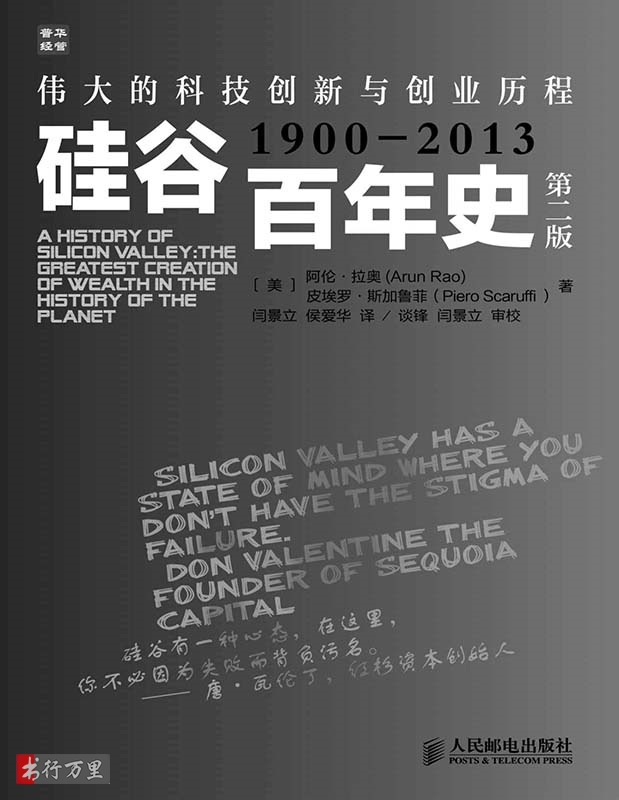 普华
经管
伟大的科技创新与创业历程
硅谷
1900-2013
百年史
第二版
A HISTORY OF
SILICON VALLEY:THE
GREATEST CREATION
OF WEALTH IN THE
HISTORY OF THE
PLANET
[美] 阿伦·拉奥(Arun Rao)
皮埃罗·斯加鲁菲(Piero Scaruffi) 著
闫景立 侯爱华 译 / 谈锋 闫景立 审校
SILICON VALLEY HAS A
STATE OF MIND WHERE YOU
DON'T HAVE THE STIGMA OF
FAILURE.
DON VALENTINE THE
FOUNDER OF SEQUOIA
CAPITAL
硅谷有一种心态，在这里，
你不必因为失败而背负污名。
—— 唐·瓦伦丁，红杉资本创始人
书行万里
人民邮电出版社
POSTS & TELECOM PRESS